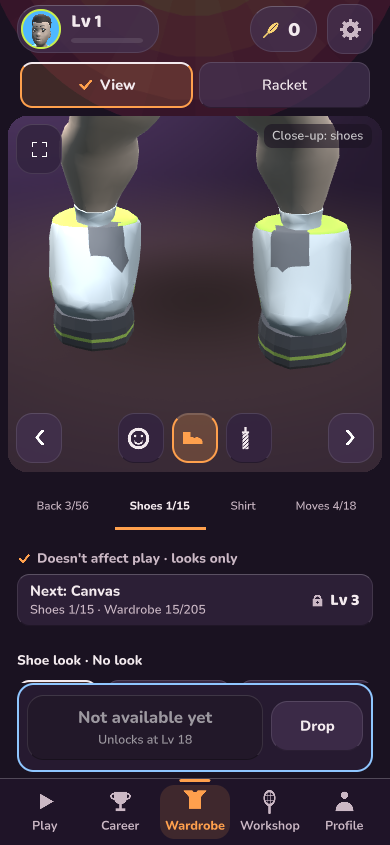 Lv 1
0
View
Racket
Close-up: shoes
Back 3/56
Shoes 1/15
Shirt
Moves 4/18
Doesn't affect play · looks only
Next: Canvas
Shoes 1/15 · Wardrobe 15/205
Lv 3
Shoe look · No look
Not available yet
Unlocks at Lv 18
Drop
Play
Career
Wardrobe
Workshop
Profile